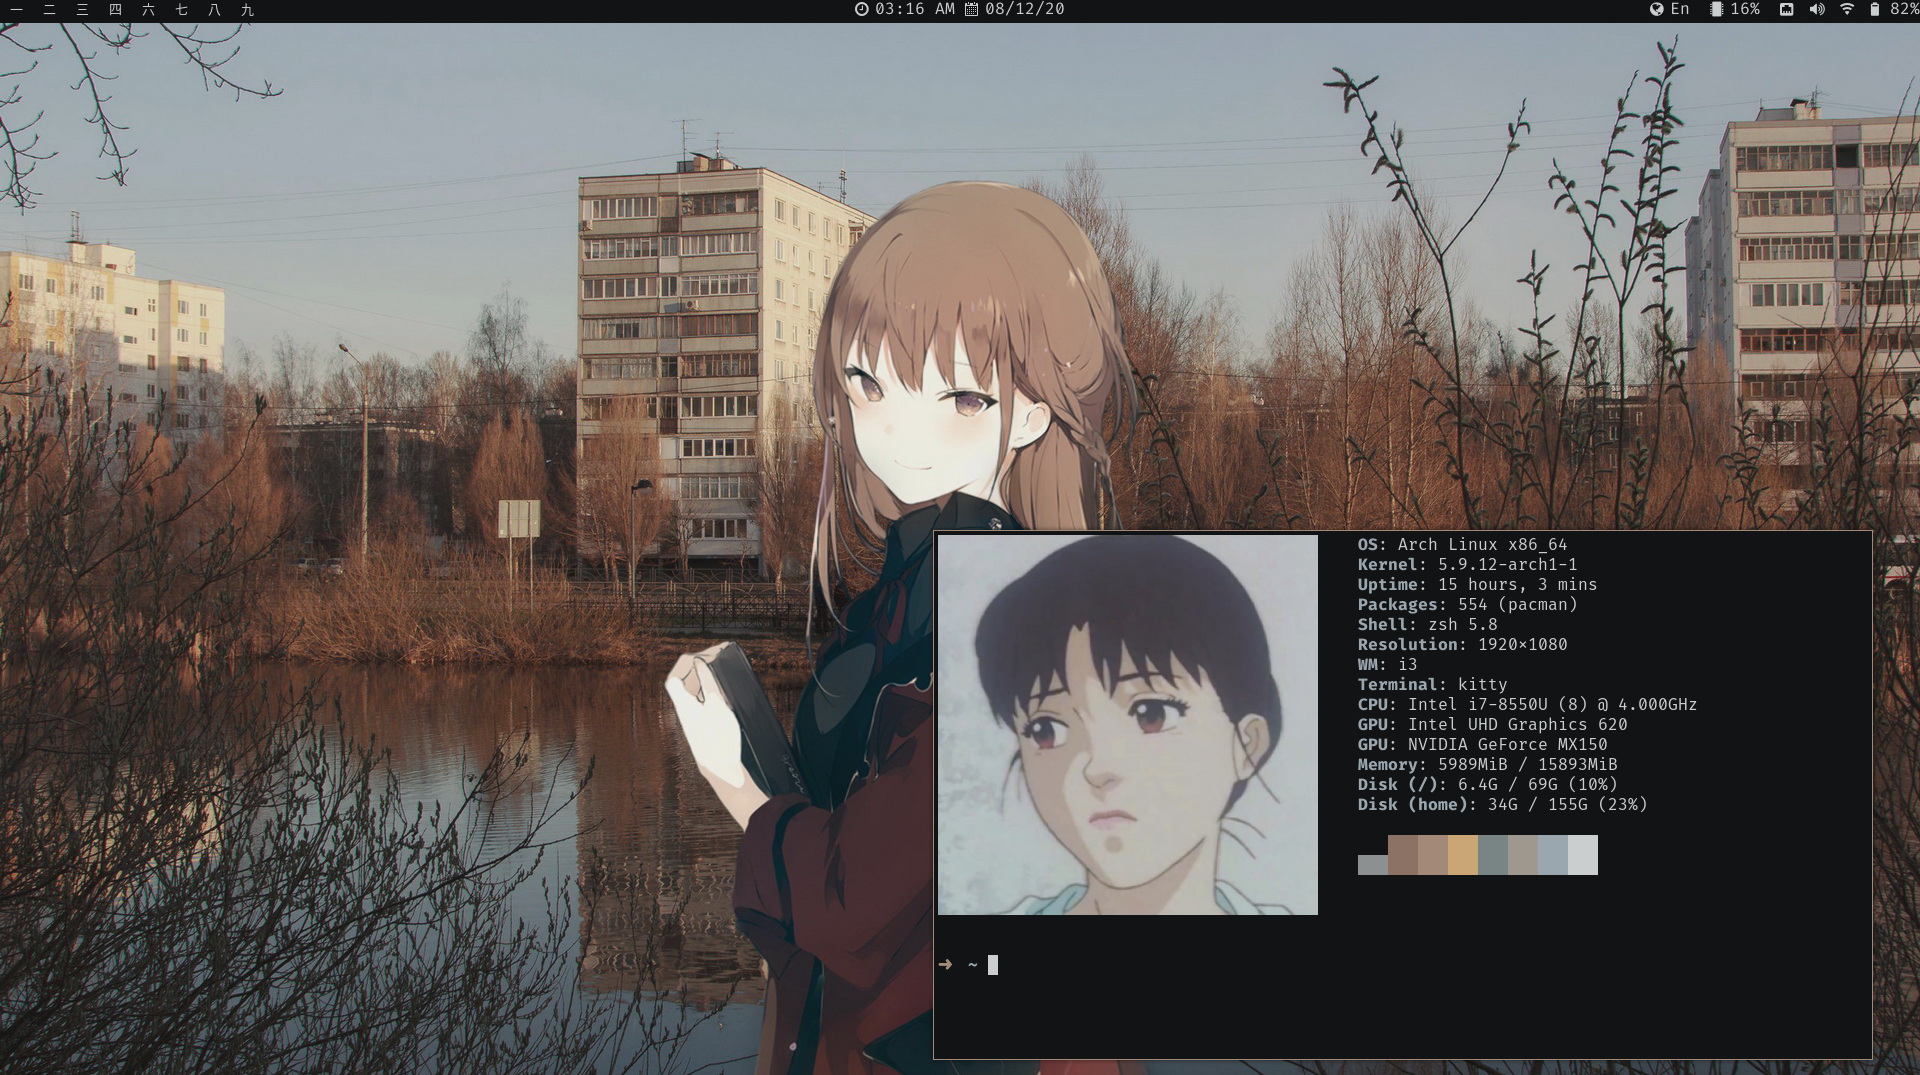 一 二 三 四 六 七 八 九
03:16 AM 08/12/20
En 16% 82%
OS: Arch Linux x86_64
Kernel: 5.9.12-arch1-1
Uptime: 15 hours, 3 mins
Packages: 554 (pacman)
Shell: zsh 5.8
Resolution: 1920×1080
WM: i3
Terminal: kitty
CPU: Intel i7-8550U (8) @ 4.000GHz
GPU: Intel UHD Graphics 620
GPU: NVIDIA GeForce MX150
Memory: 5989MiB / 15893MiB
Disk (/): 6.4G / 69G (10%)
Disk (home): 34G / 155G (23%)
➜ ~